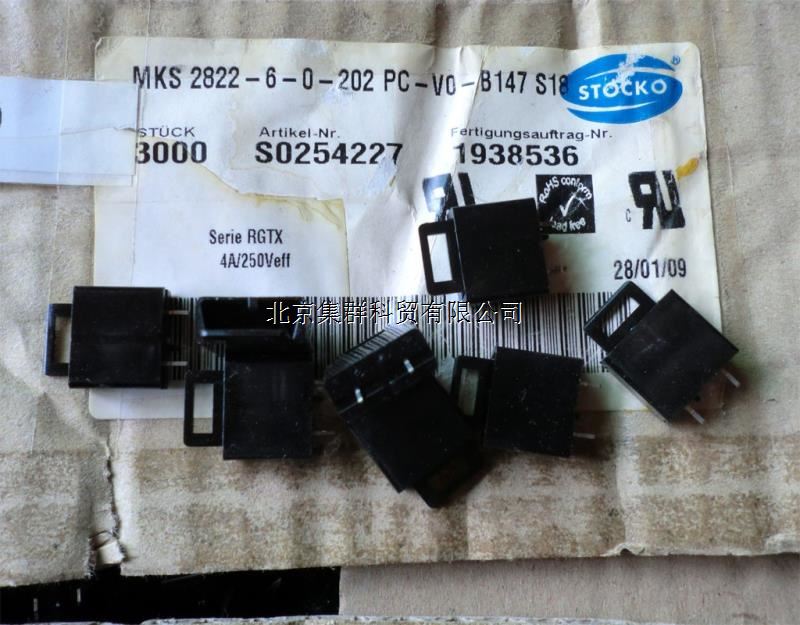 MKS 2822-6-0-202 PC-V0-B147 S18
STOCKO
STÜCK Artikel-Nr. Fertigungsauftrag-Nr.
3000 S0254227 1938536
RoHS conform
lead free
Serie RGTX
4A/250Veff
28/01/09
北京集群科贸有限公司